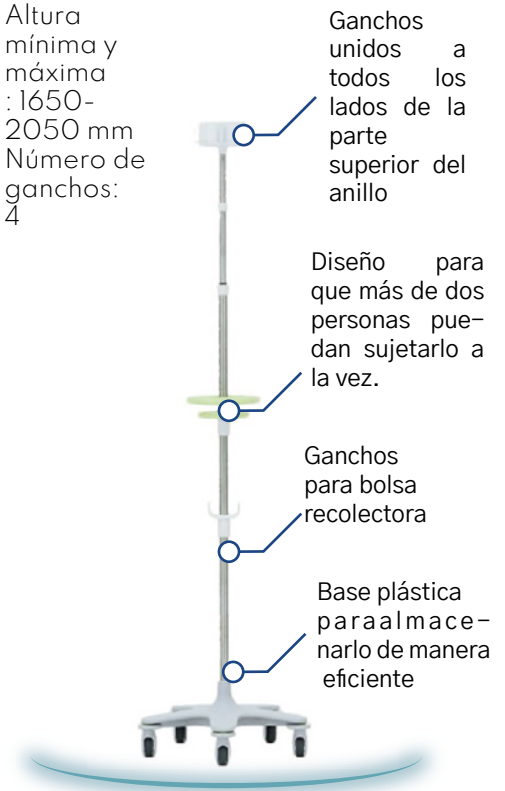 Altura
mínima y
máxima
: 1650-
2050 mm
Número de
ganchos:
4
Ganchos
unidos a
todos los
lados de la
parte
superior del
anillo
Diseño para
que más de dos
personas pue-
dan sujetarlo a
la vez.
Ganchos
para bolsa
recolectora
Base plástica
paraalmace-
narlo de manera
eficiente